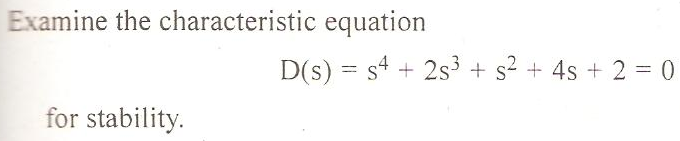 Examine the characteristic equation
D(s) = s⁴ + 2s³ + s² + 4s + 2 = 0
for stability.